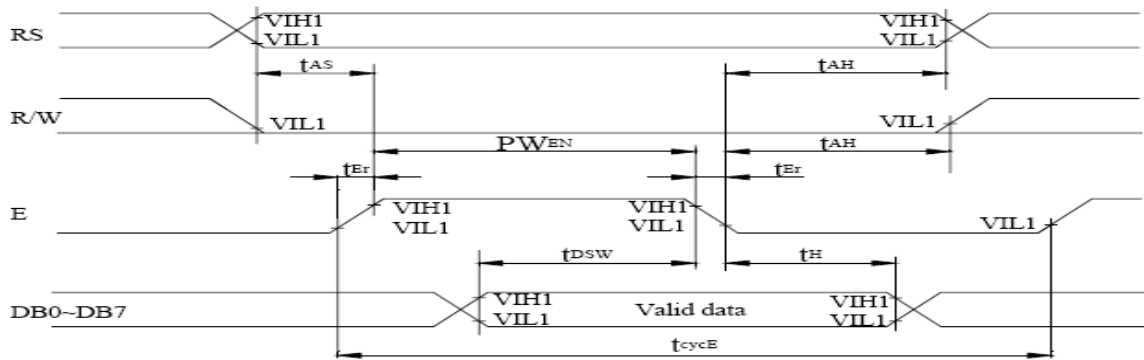 RS VIH1 VIH1
VIL1 VIL1
tAS tAH
R/W VIL1 VIL1
PWEN tAH
tEr tEr
E VIH1 VIH1
VIL1 VIL1 VIL1
tDSW tH
DB0~DB7 VIH1 Valid data VIH1
VIL1 VIL1
tcycE